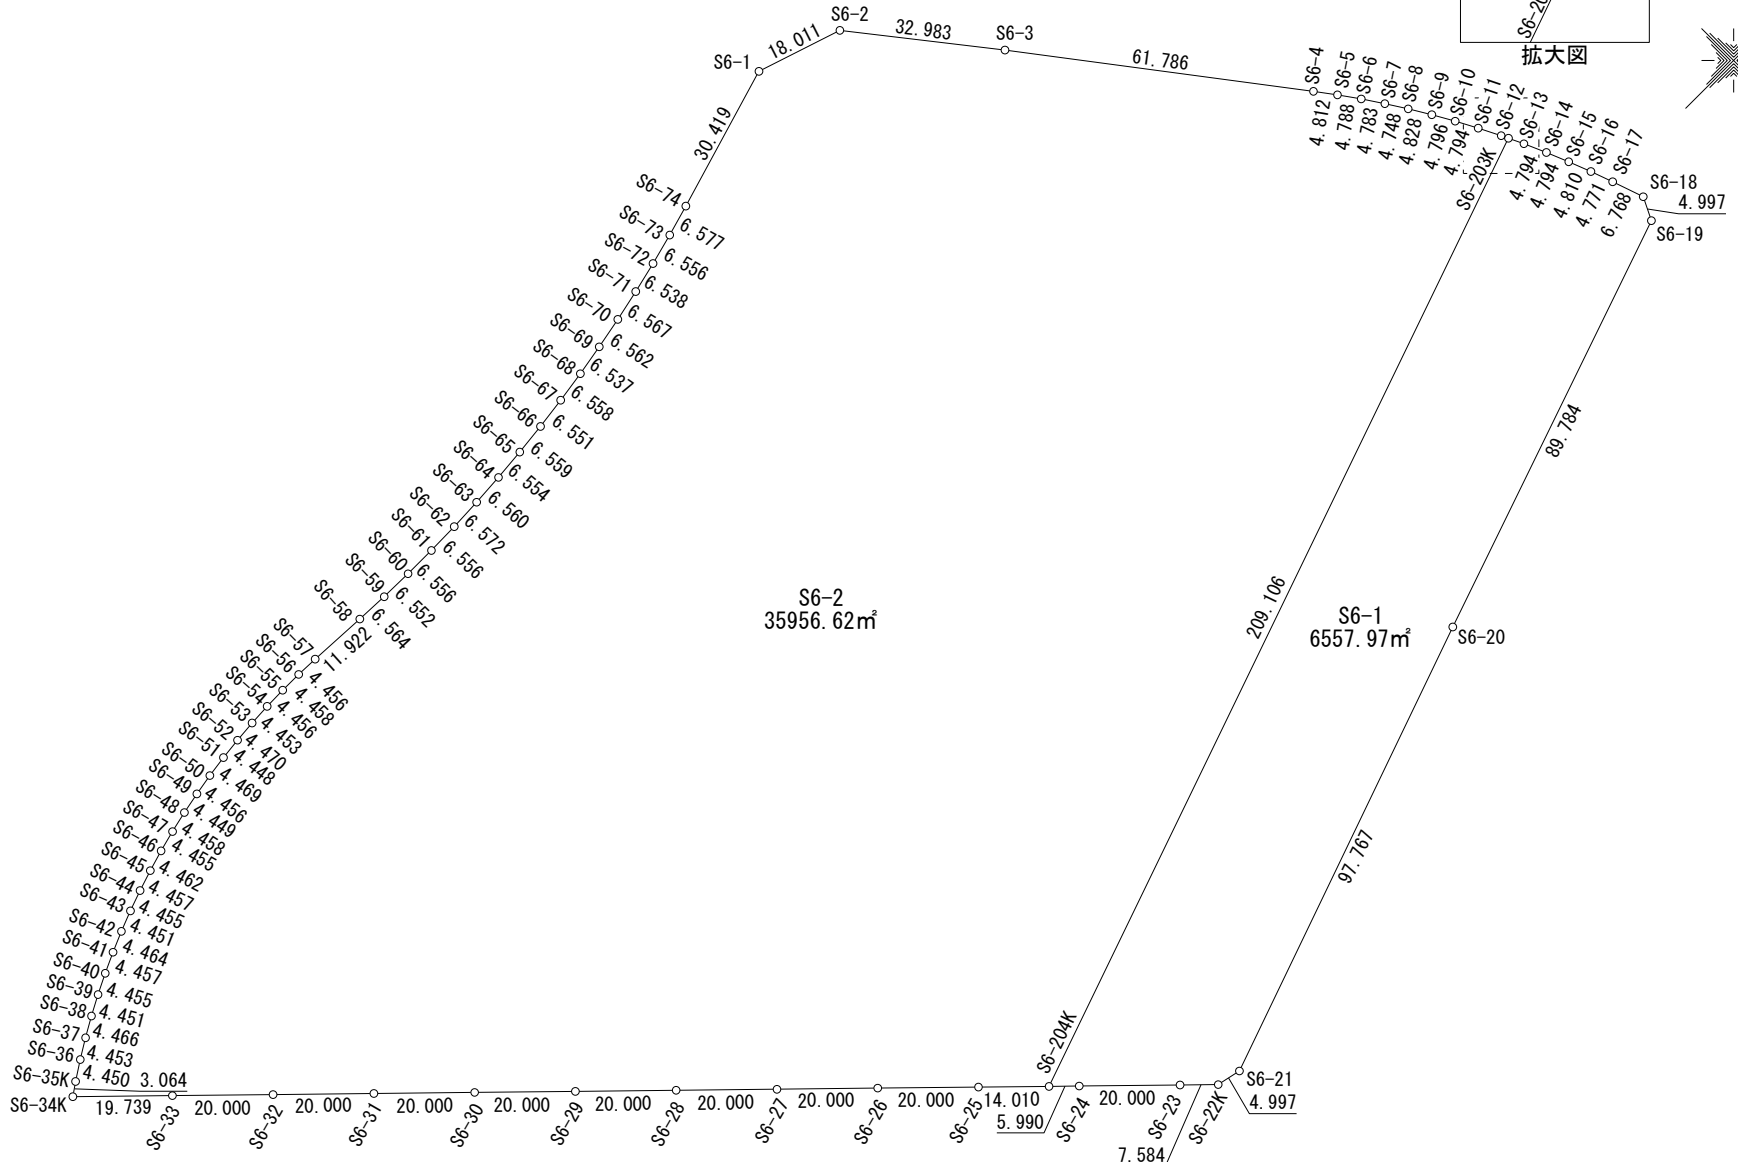 S6-20
拡大図
S6-1
18.011
S6-2
32.983
S6-3
61.786
S6-4
S6-5
S6-6
S6-7
S6-8
S6-9
S6-10
S6-11
S6-12
S6-13
S6-14
S6-15
S6-16
S6-17
S6-18
4.997
S6-19
4.812
4.788
4.783
4.748
4.828
4.796
4.794
S6-203K
4.794
4.794
4.810
4.771
6.768
30.419
S6-74
6.577
S6-73
6.556
S6-72
6.538
S6-71
6.567
S6-70
6.562
S6-69
6.537
S6-68
6.558
S6-67
6.551
S6-66
6.559
S6-65
6.554
S6-64
6.560
S6-63
6.572
S6-62
6.556
S6-61
6.556
S6-60
6.552
S6-59
6.564
S6-58
11.922
S6-57
4.456
S6-56
4.458
S6-55
4.456
S6-54
4.453
S6-53
4.470
S6-52
4.448
S6-51
4.469
S6-50
4.456
S6-49
4.449
S6-48
4.458
S6-47
4.455
S6-46
4.462
S6-45
4.457
S6-44
4.455
S6-43
4.451
S6-42
4.464
S6-41
4.457
S6-40
4.455
S6-39
4.451
S6-38
4.466
S6-37
4.453
S6-36
4.450
S6-35K
3.064
S6-34K
S6-2
35956.62㎡
209.106
S6-1
6557.97㎡
89.784
S6-20
97.767
S6-204K
S6-21
4.997
19.739
S6-33
20.000
S6-32
20.000
S6-31
20.000
S6-30
20.000
S6-29
20.000
S6-28
20.000
S6-27
20.000
S6-26
20.000
S6-25
14.010
5.990
S6-24
20.000
S6-23
S6-22K
7.584